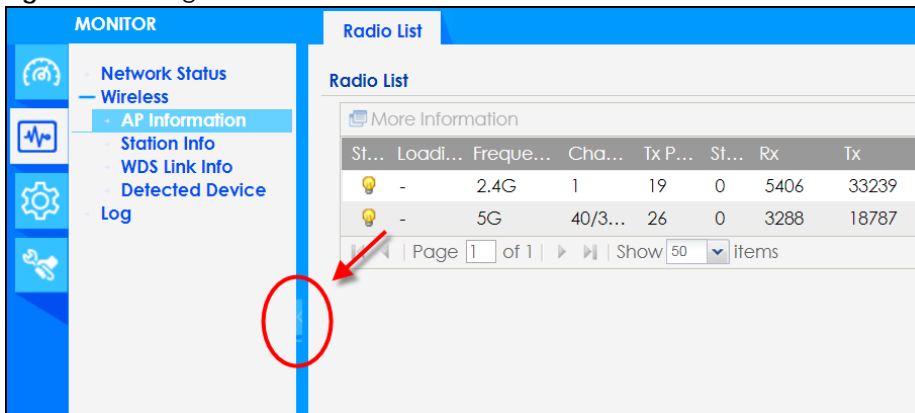 MONITOR
Network Status
Wireless
AP Information
Station Info
WDS Link Info
Detected Device
Log
Radio List
Radio List
More Information
St... Loadi... Freque... Cha... Tx P... St... Rx Tx
- 2.4G 1 19 0 5406 33239
- 5G 40/3... 26 0 3288 18787
Page 1 of 1 Show 50 items